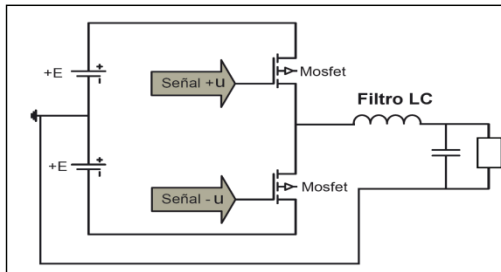 +E
Señal +u
Mosfet
Filtro LC
+E
Señal - u
Mosfet